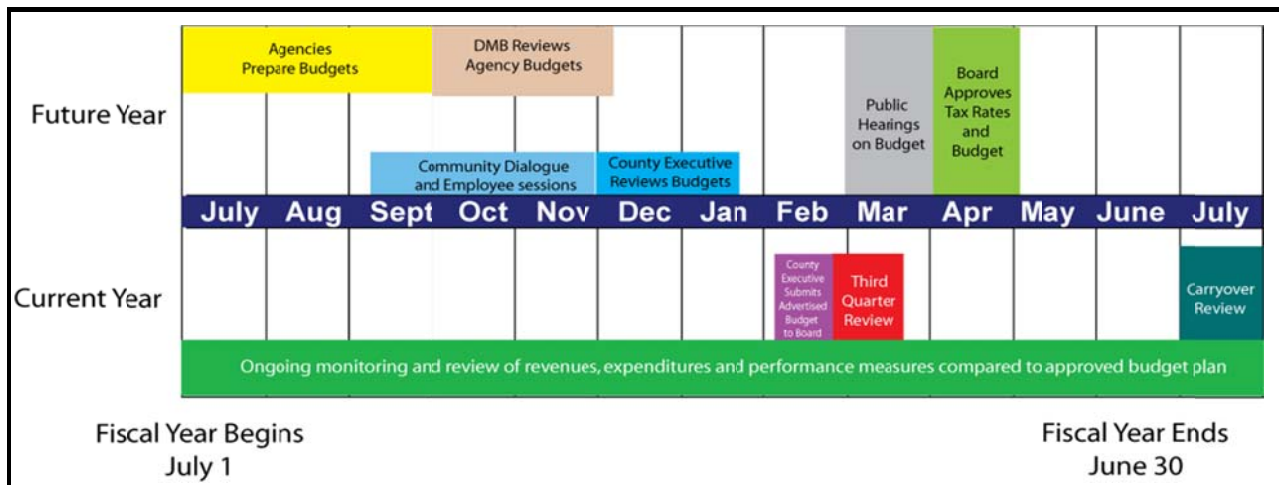 Agencies
Prepare Budgets
DMB Reviews
Agency Budgets
Future Year
Public
Hearings
on Budget
Board
Approves
Tax Rates
and
Budget
Community Dialogue
and Employee sessions
County Executive
Reviews Budgets
July Aug Sept Oct Nov Dec Jan Feb Mar Apr May June July
Current Year
County
Executive
Submits
Advertised
Budget
to Board
Third
Quarter
Review
Carryover
Review
Ongoing monitoring and review of revenues, expenditures and performance measures compared to approved budget plan
Fiscal Year Begins
July 1
Fiscal Year Ends
June 30